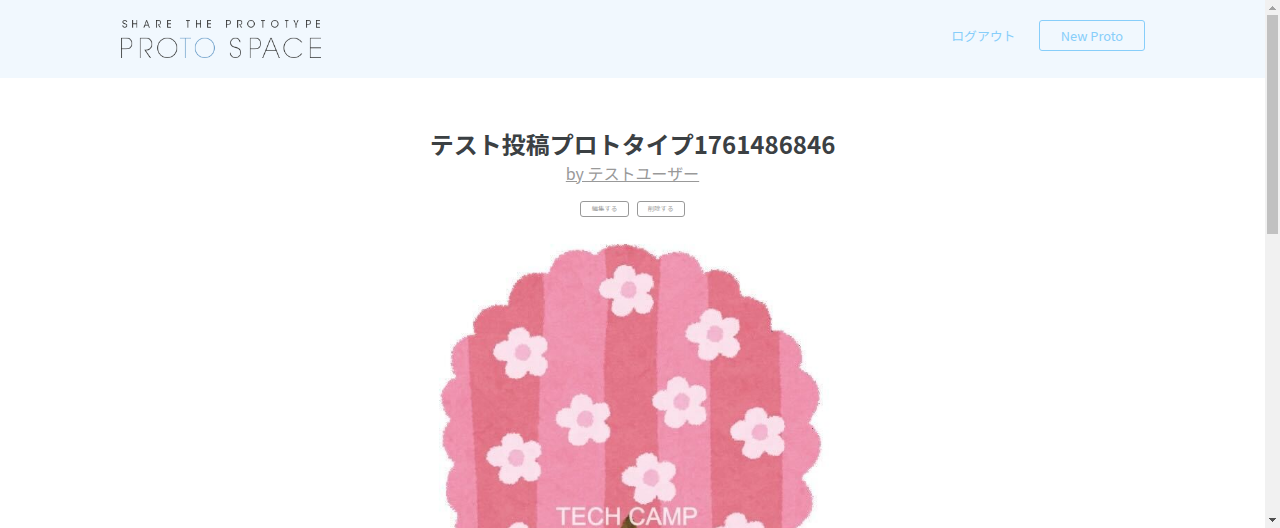 SHARE THE PROTOTYPE
PROTO SPACE
ログアウト
New Proto
テスト投稿プロトタイプ1761486846
by テストユーザー
編集する
削除する
TECH CAMP